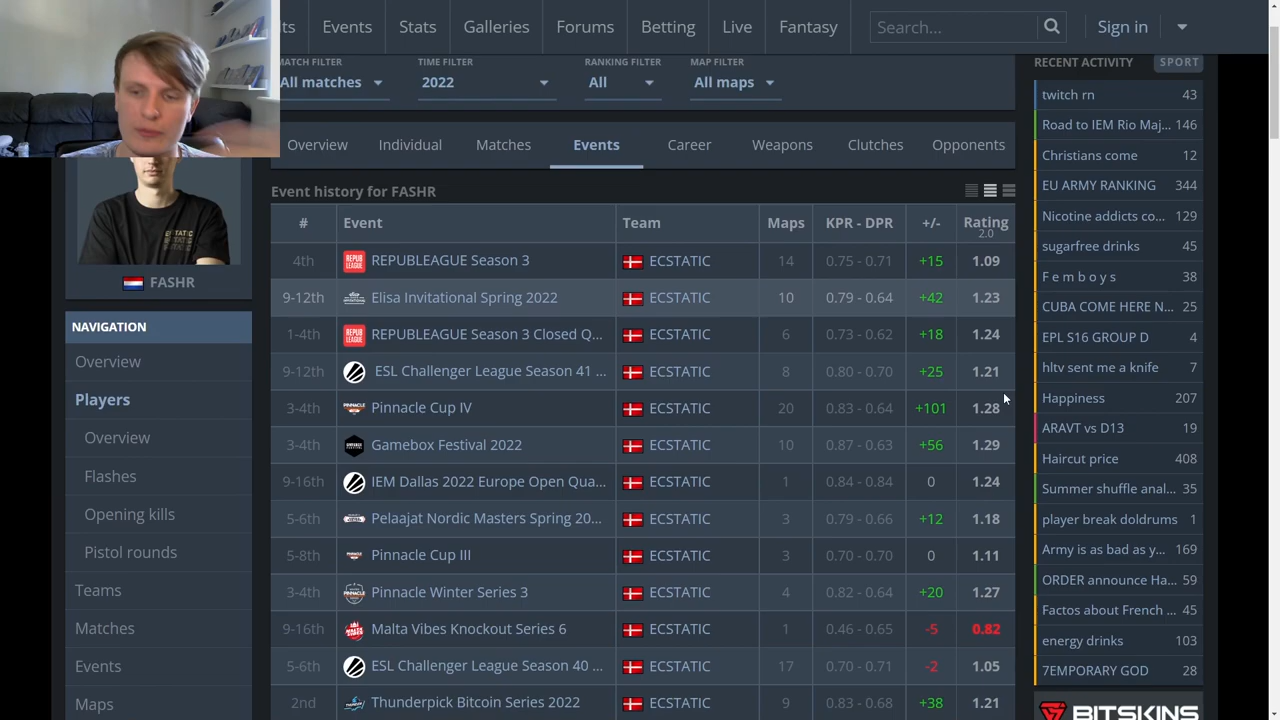 ts Events Stats Galleries Forums Betting Live Fantasy Search... Sign in
MATCH FILTER TIME FILTER RANKING FILTER MAP FILTER RECENT ACTIVITY SPORT
All matches 2022 All All maps
twitch rn 43
Road to IEM Rio Maj... 146
Overview Individual Matches Events Career Weapons Clutches Opponents
Christians come 12
Event history for FASHR
EU ARMY RANKING 344
# Event Team Maps KPR - DPR +/- Rating 2.0
Nicotine addicts co... 129
sugarfree drinks 45
4th REPUBLEAGUE Season 3 ECSTATIC 14 0.75 - 0.71 +15 1.09
F e m b o y s 38
9-12th Elisa Invitational Spring 2022 ECSTATIC 10 0.79 - 0.64 +42 1.23
CUBA COME HERE N... 25
1-4th REPUBLEAGUE Season 3 Closed Q... ECSTATIC 6 0.73 - 0.62 +18 1.24
EPL S16 GROUP D 4
9-12th ESL Challenger League Season 41 ... ECSTATIC 8 0.80 - 0.70 +25 1.21
hltv sent me a knife 7
Happiness 207
3-4th Pinnacle Cup IV ECSTATIC 20 0.83 - 0.64 +101 1.28
ARAVT vs D13 19
3-4th Gamebox Festival 2022 ECSTATIC 10 0.87 - 0.63 +56 1.29
Haircut price 408
9-16th IEM Dallas 2022 Europe Open Qua... ECSTATIC 1 0.84 - 0.84 0 1.24
Summer shuffle anal... 35
5-6th Pelaajat Nordic Masters Spring 20... ECSTATIC 3 0.79 - 0.66 +12 1.18
player break doldrums 1
5-8th Pinnacle Cup III ECSTATIC 3 0.70 - 0.70 0 1.11
Army is as bad as y... 169
ORDER announce Ha... 59
3-4th Pinnacle Winter Series 3 ECSTATIC 4 0.82 - 0.64 +20 1.27
Factos about French ... 45
9-16th Malta Vibes Knockout Series 6 ECSTATIC 1 0.46 - 0.65 -5 0.82
energy drinks 103
5-6th ESL Challenger League Season 40 ... ECSTATIC 17 0.70 - 0.71 -2 1.05
7EMPORARY GOD 28
2nd Thunderpick Bitcoin Series 2022 ECSTATIC 9 0.83 - 0.68 +38 1.21
BITSKINS
FASHR
NAVIGATION
Overview
Players
Overview
Flashes
Opening kills
Pistol rounds
Teams
Matches
Events
Maps